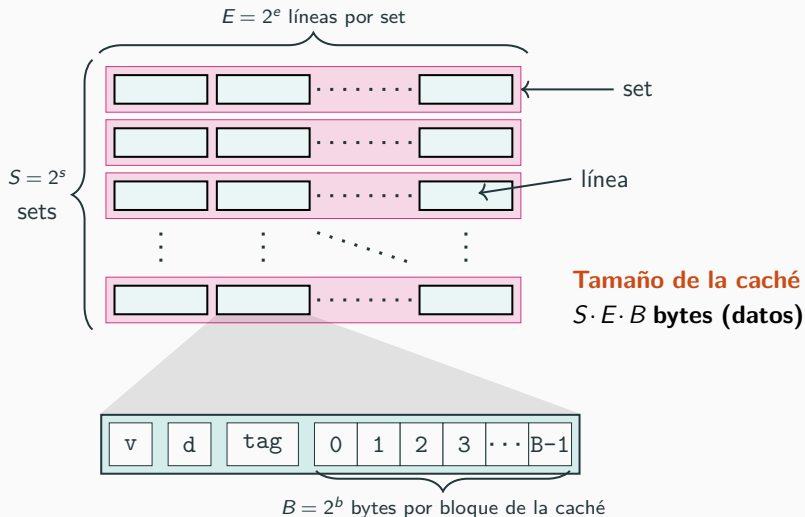 E = 2^e líneas por set
set
S = 2^s
sets
línea
Tamaño de la caché
S · E · B bytes (datos)
v d tag 0 1 2 3 ··· B-1
B = 2^b bytes por bloque de la caché